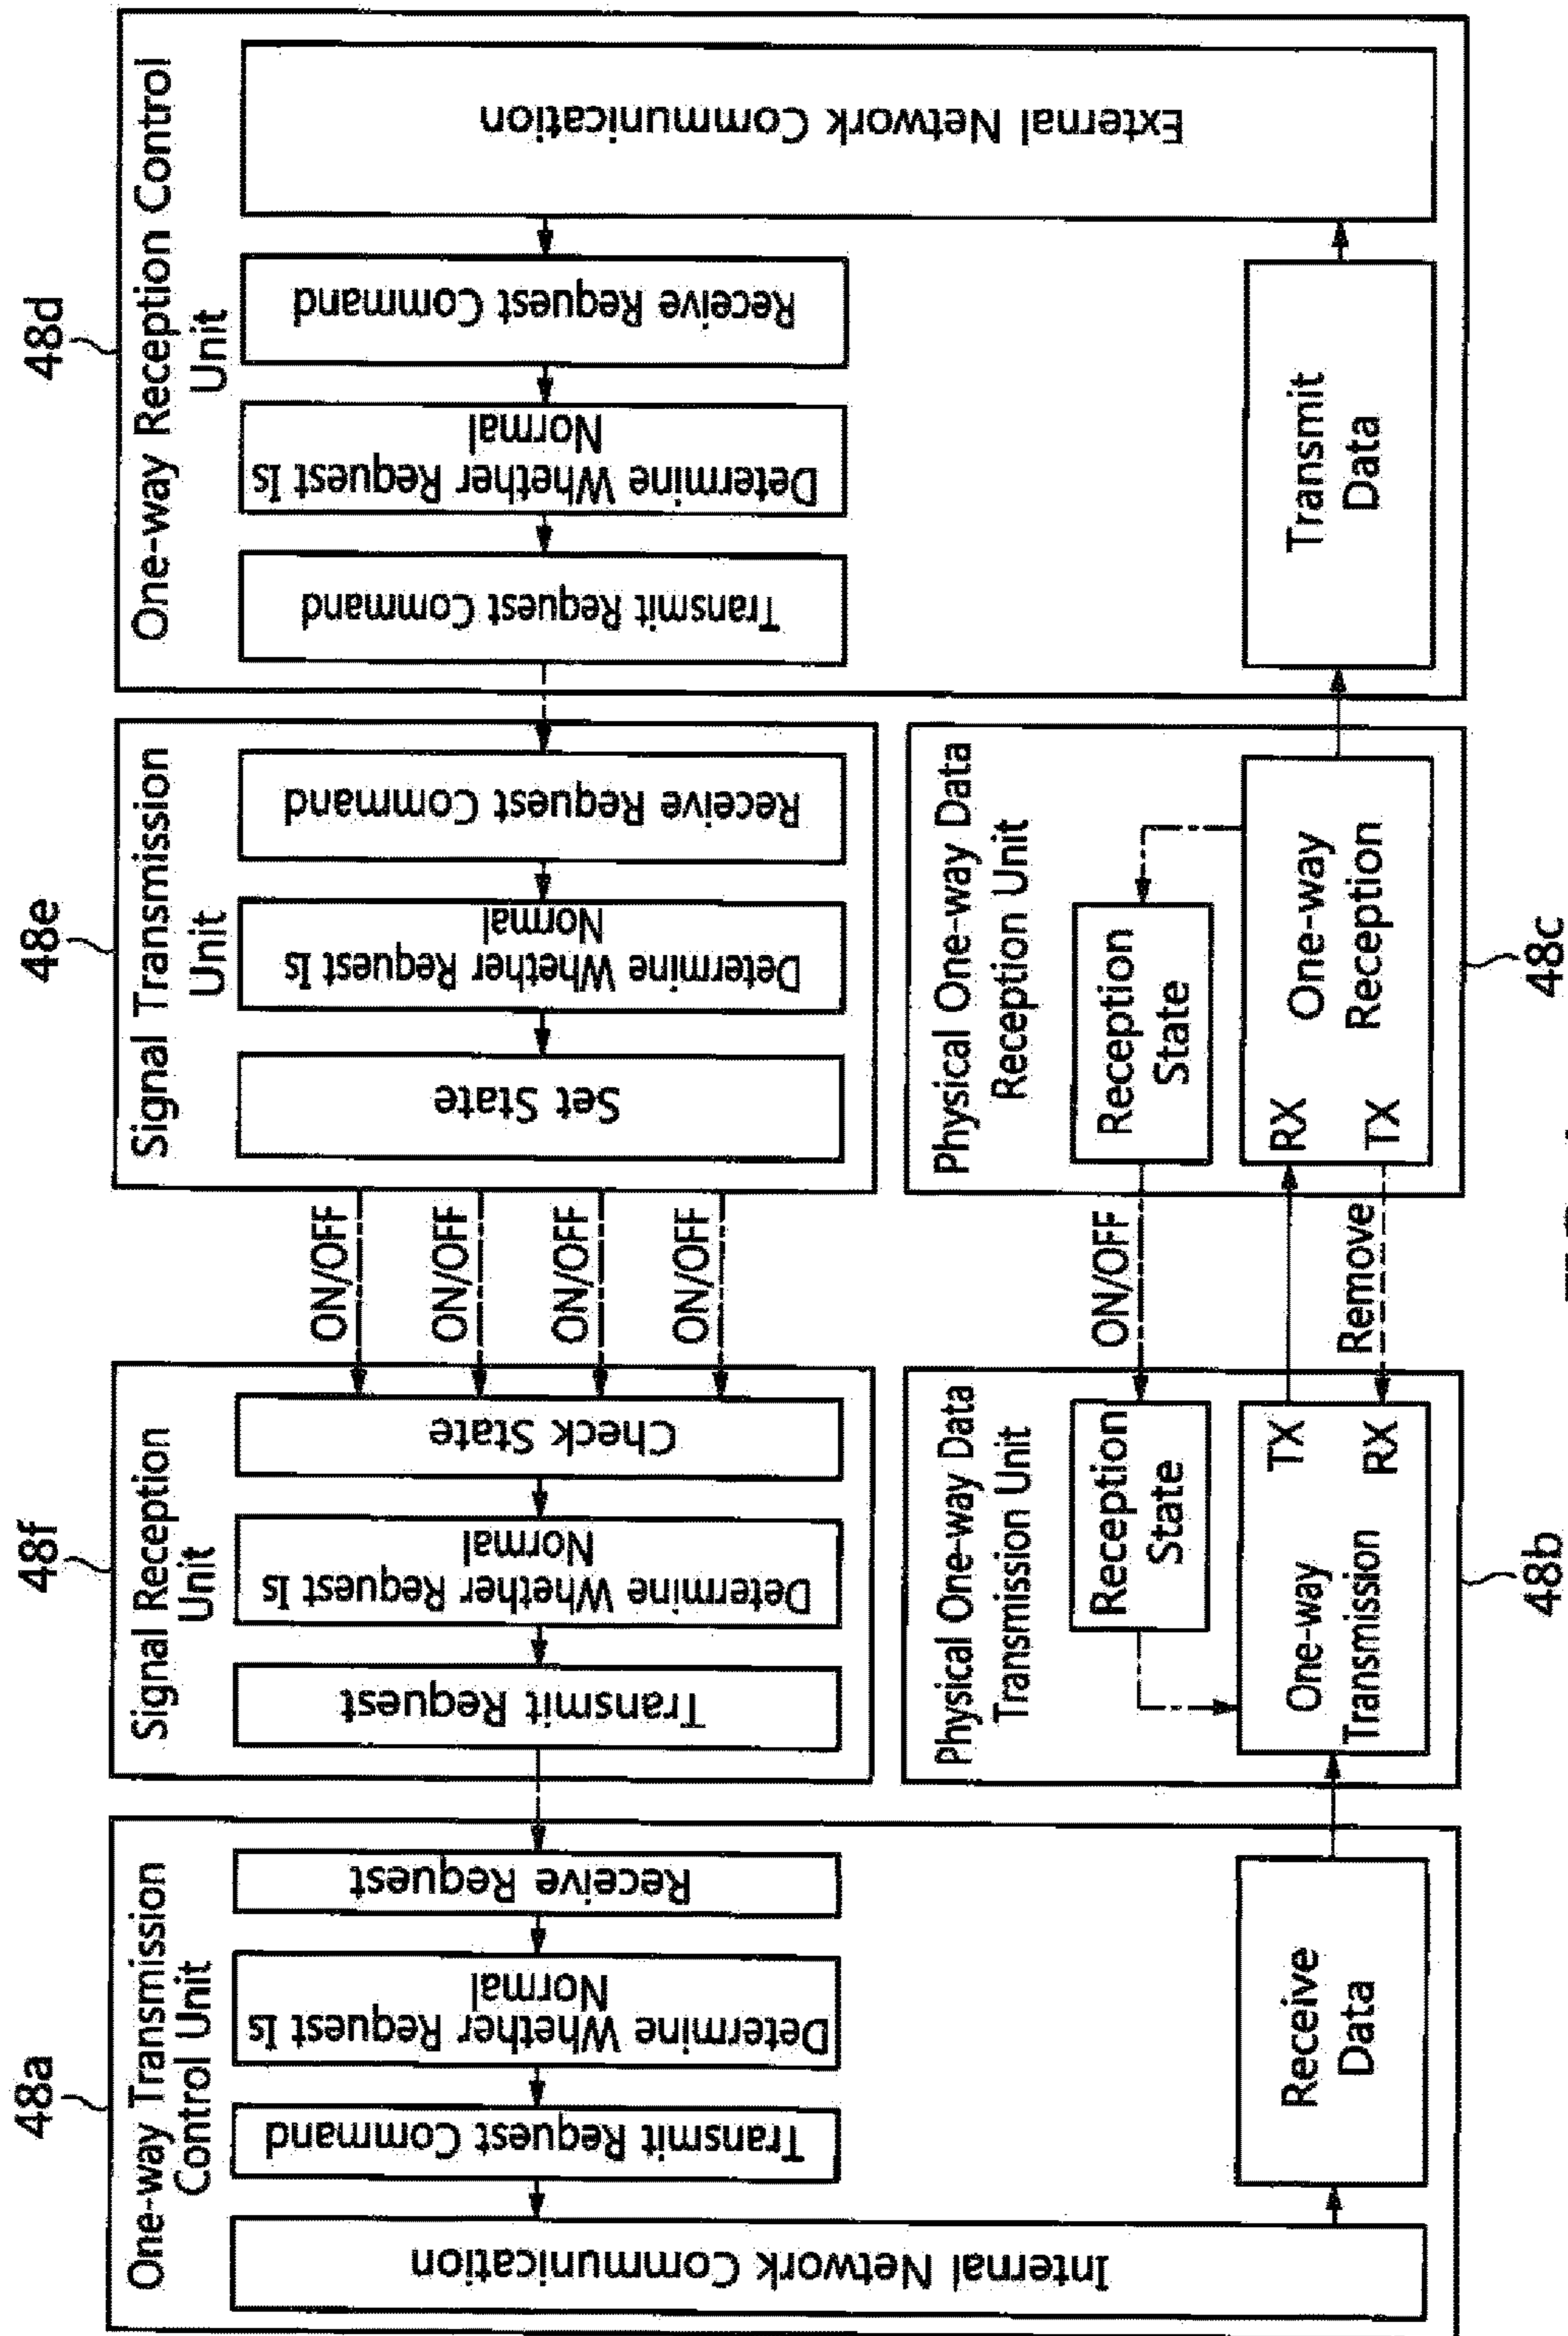 48a
One-way Transmission
Control Unit
Internal Network Communication
Transmit Request Command
Determine Whether Request Is
Normal
Receive Request
Receive
Data
48f
Signal Reception
Unit
Transmit Request
Determine Whether Request Is
Normal
Check State
ON/OFF
ON/OFF
ON/OFF
ON/OFF
48e
Signal Transmission
Unit
Set State
Determine Whether Request Is
Normal
Receive Request Command
48d
One-way Reception Control
Unit
Transmit Request Command
Determine Whether Request Is
Normal
Receive Request Command
External Network Communication
Transmit
Data
Physical One-way Data
Transmission Unit
Reception
State
One-way
Transmission
TX
RX
48b
ON/OFF
Remove
Physical One-way Data
Reception Unit
Reception
State
RX
TX
One-way
Reception
48c